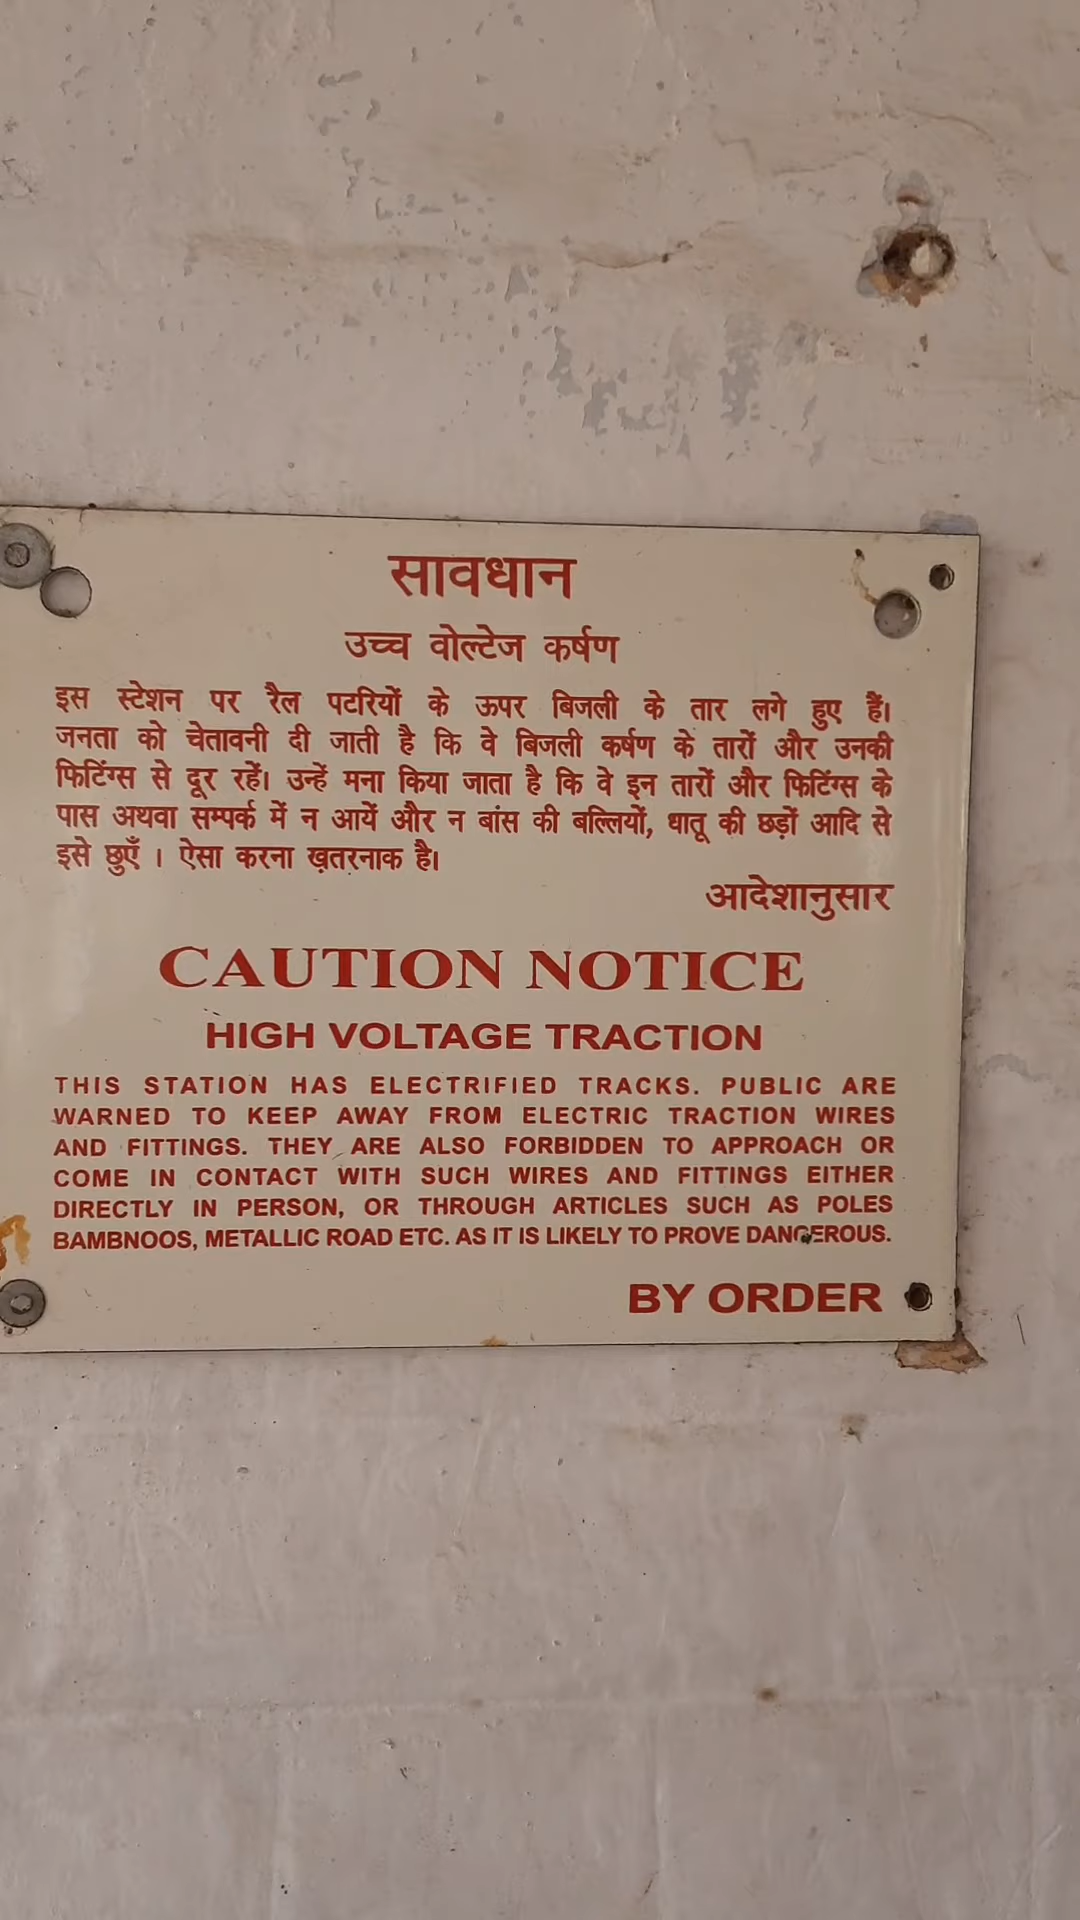 सावधान
उच्च वोल्टेज कर्षण
इस स्टेशन पर रैल पटरियों के ऊपर बिजली के तार लगे हुए हैं।
जनता को चेतावनी दी जाती है कि वे बिजली कर्षण के तारों और उनकी
फिटिंग्स से दूर रहें। उन्हें मना किया जाता है कि वे इन तारों और फिटिंग्स के
पास अथवा सम्पर्क में न आयें और न बांस की बल्लियों, धातू की छड़ों आदि से
इसे छुएँ । ऐसा करना ख़तरनाक है।
आदेशानुसार
CAUTION NOTICE
HIGH VOLTAGE TRACTION
THIS STATION HAS ELECTRIFIED TRACKS. PUBLIC ARE
WARNED TO KEEP AWAY FROM ELECTRIC TRACTION WIRES
AND FITTINGS. THEY ARE ALSO FORBIDDEN TO APPROACH OR
COME IN CONTACT WITH SUCH WIRES AND FITTINGS EITHER
DIRECTLY IN PERSON, OR THROUGH ARTICLES SUCH AS POLES
BAMBNOOS, METALLIC ROAD ETC. AS IT IS LIKELY TO PROVE DANGEROUS.
BY ORDER